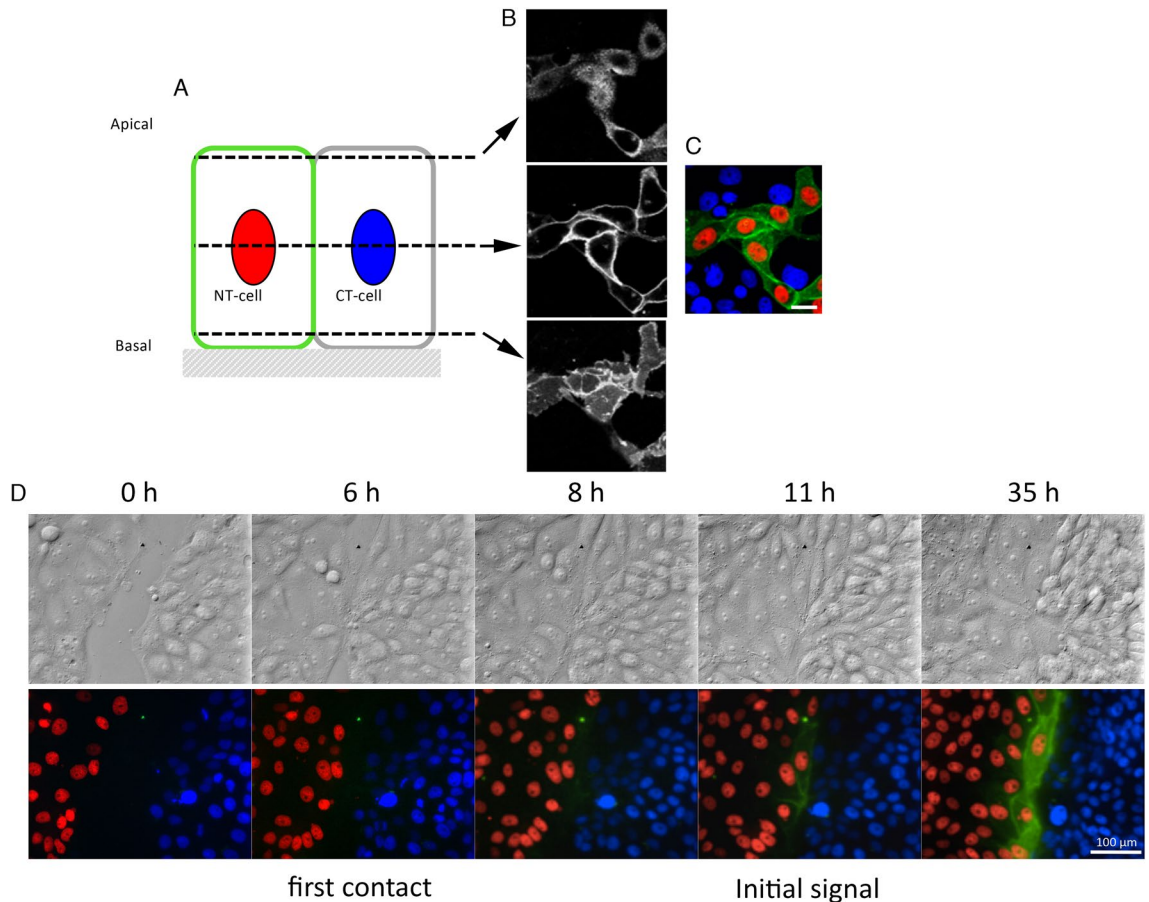 A
Apical
NT-cell
CT-cell
Basal
B
C
D
0 h
6 h
8 h
11 h
35 h
100 µm
first contact
Initial signal